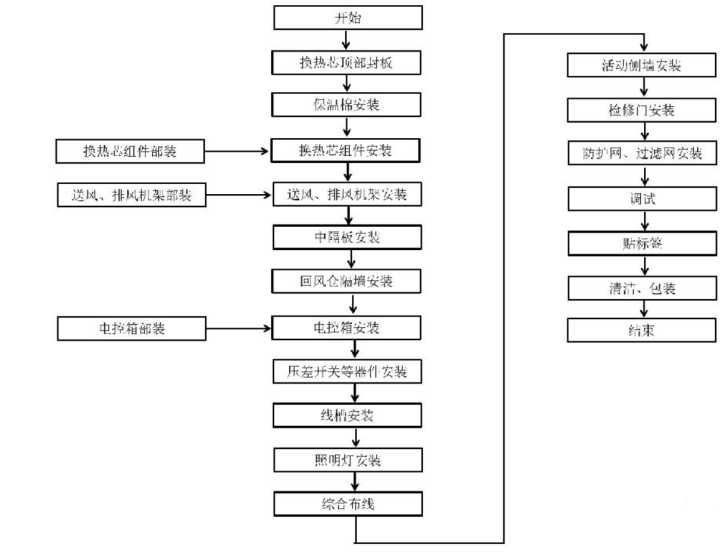 开始
换热芯顶部封板
保温棉安装
换热芯组件部装
换热芯组件安装
送风、排风机架部装
送风、排风机架安装
中隔板安装
回风仓隔墙安装
电控箱部装
电控箱安装
压差开关等器件安装
线槽安装
照明灯安装
综合布线
活动侧墙安装
检修门安装
防护网、过滤网安装
调试
贴标签
清洁、包装
结束